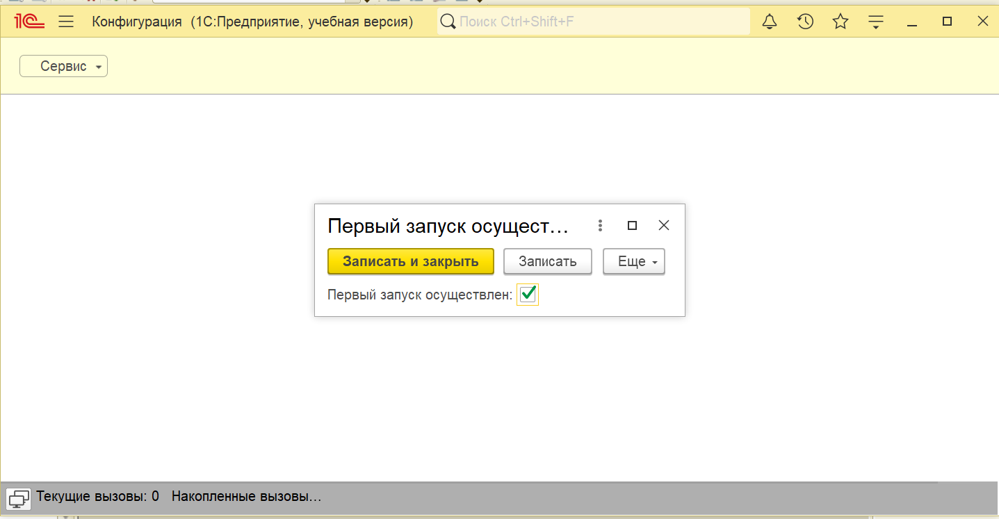 1С Конфигурация (1С:Предприятие, учебная версия) Поиск Ctrl+Shift+F
Сервис
Первый запуск осущест...
Записать и закрыть Записать Еще
Первый запуск осуществлен:
Текущие вызовы: 0 Накопленные вызовы...